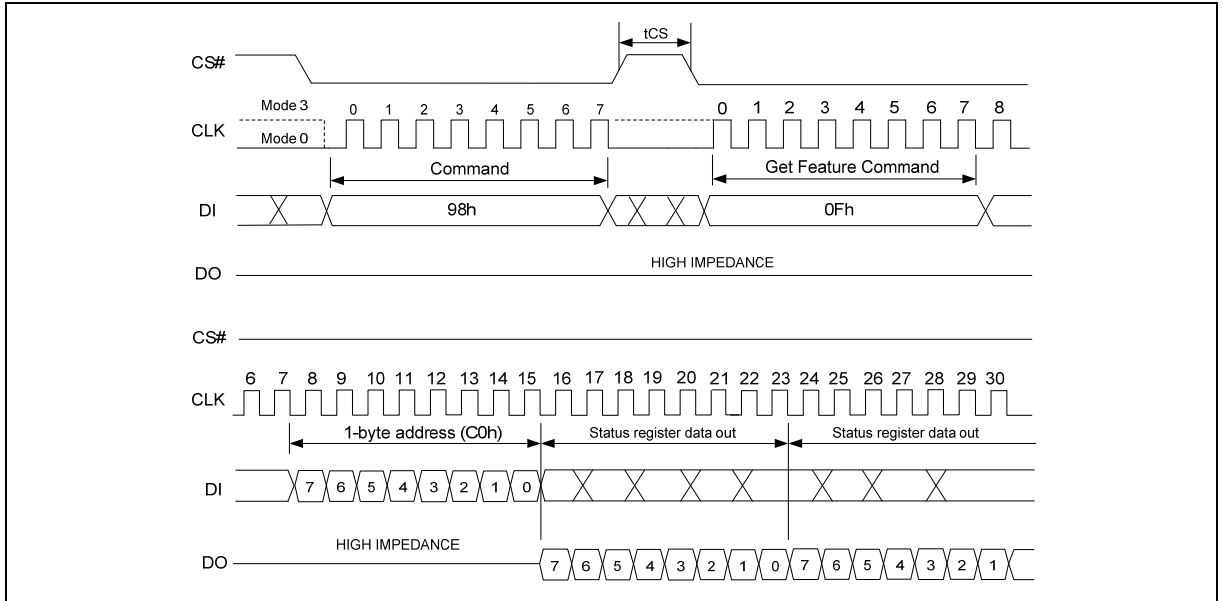 tCS
CS#
Mode 3
0 1 2 3 4 5 6 7 0 1 2 3 4 5 6 7 8
CLK
Mode 0
Command Get Feature Command
DI 98h 0Fh
HIGH IMPEDANCE
DO
CS#
6 7 8 9 10 11 12 13 14 15 16 17 18 19 20 21 22 23 24 25 26 27 28 29 30
CLK
1-byte address (C0h) Status register data out Status register data out
DI 7 6 5 4 3 2 1 0
HIGH IMPEDANCE
DO 7 6 5 4 3 2 1 0 7 6 5 4 3 2 1